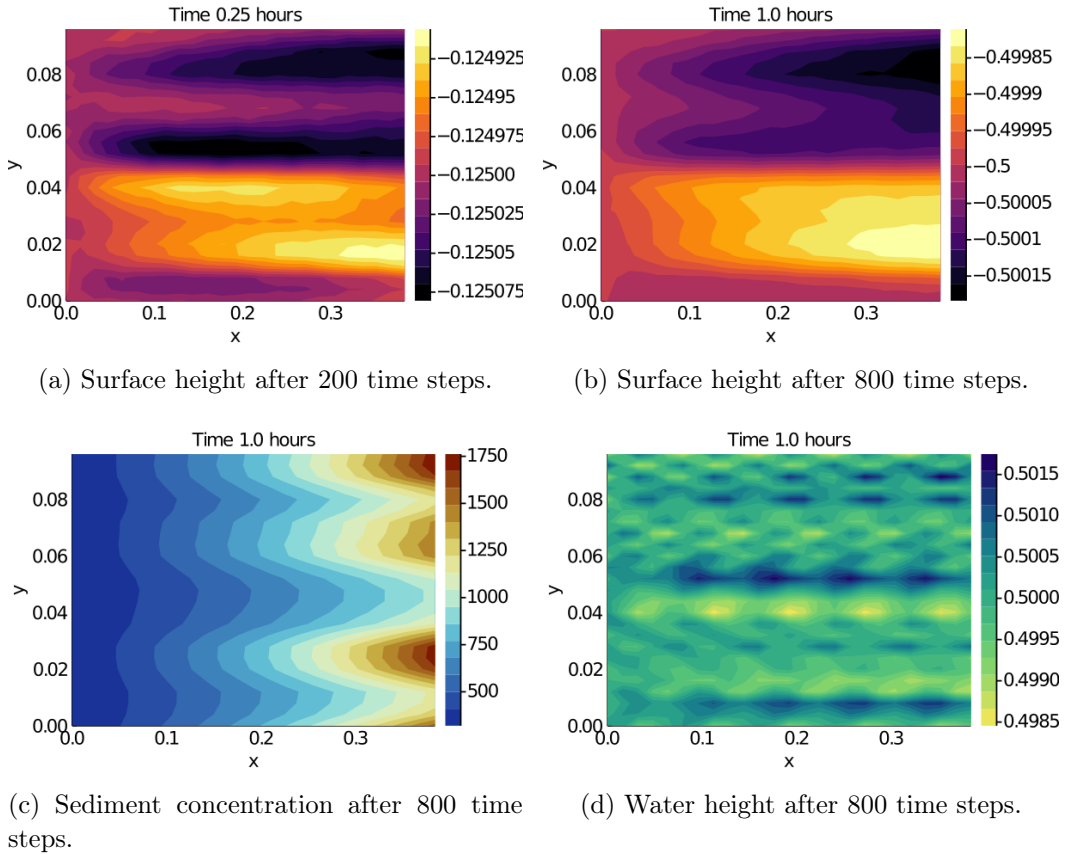 Time 0.25 hours
y
0.08
0.06
0.04
0.02
0.00
0.0 0.1 0.2 0.3
x
−0.124925
−0.12495
−0.124975
−0.12500
−0.125025
−0.12505
−0.125075
(a) Surface height after 200 time steps.
Time 1.0 hours
y
0.08
0.06
0.04
0.02
0.00
0.0 0.1 0.2 0.3
x
−0.49985
−0.4999
−0.49995
−0.5
−0.50005
−0.5001
−0.50015
(b) Surface height after 800 time steps.
Time 1.0 hours
y
0.08
0.06
0.04
0.02
0.00
0.0 0.1 0.2 0.3
x
1750
1500
1250
1000
750
500
(c) Sediment concentration after 800 time
steps.
Time 1.0 hours
y
0.08
0.06
0.04
0.02
0.00
0.0 0.1 0.2 0.3
x
0.5015
0.5010
0.5005
0.5000
0.4995
0.4990
0.4985
(d) Water height after 800 time steps.